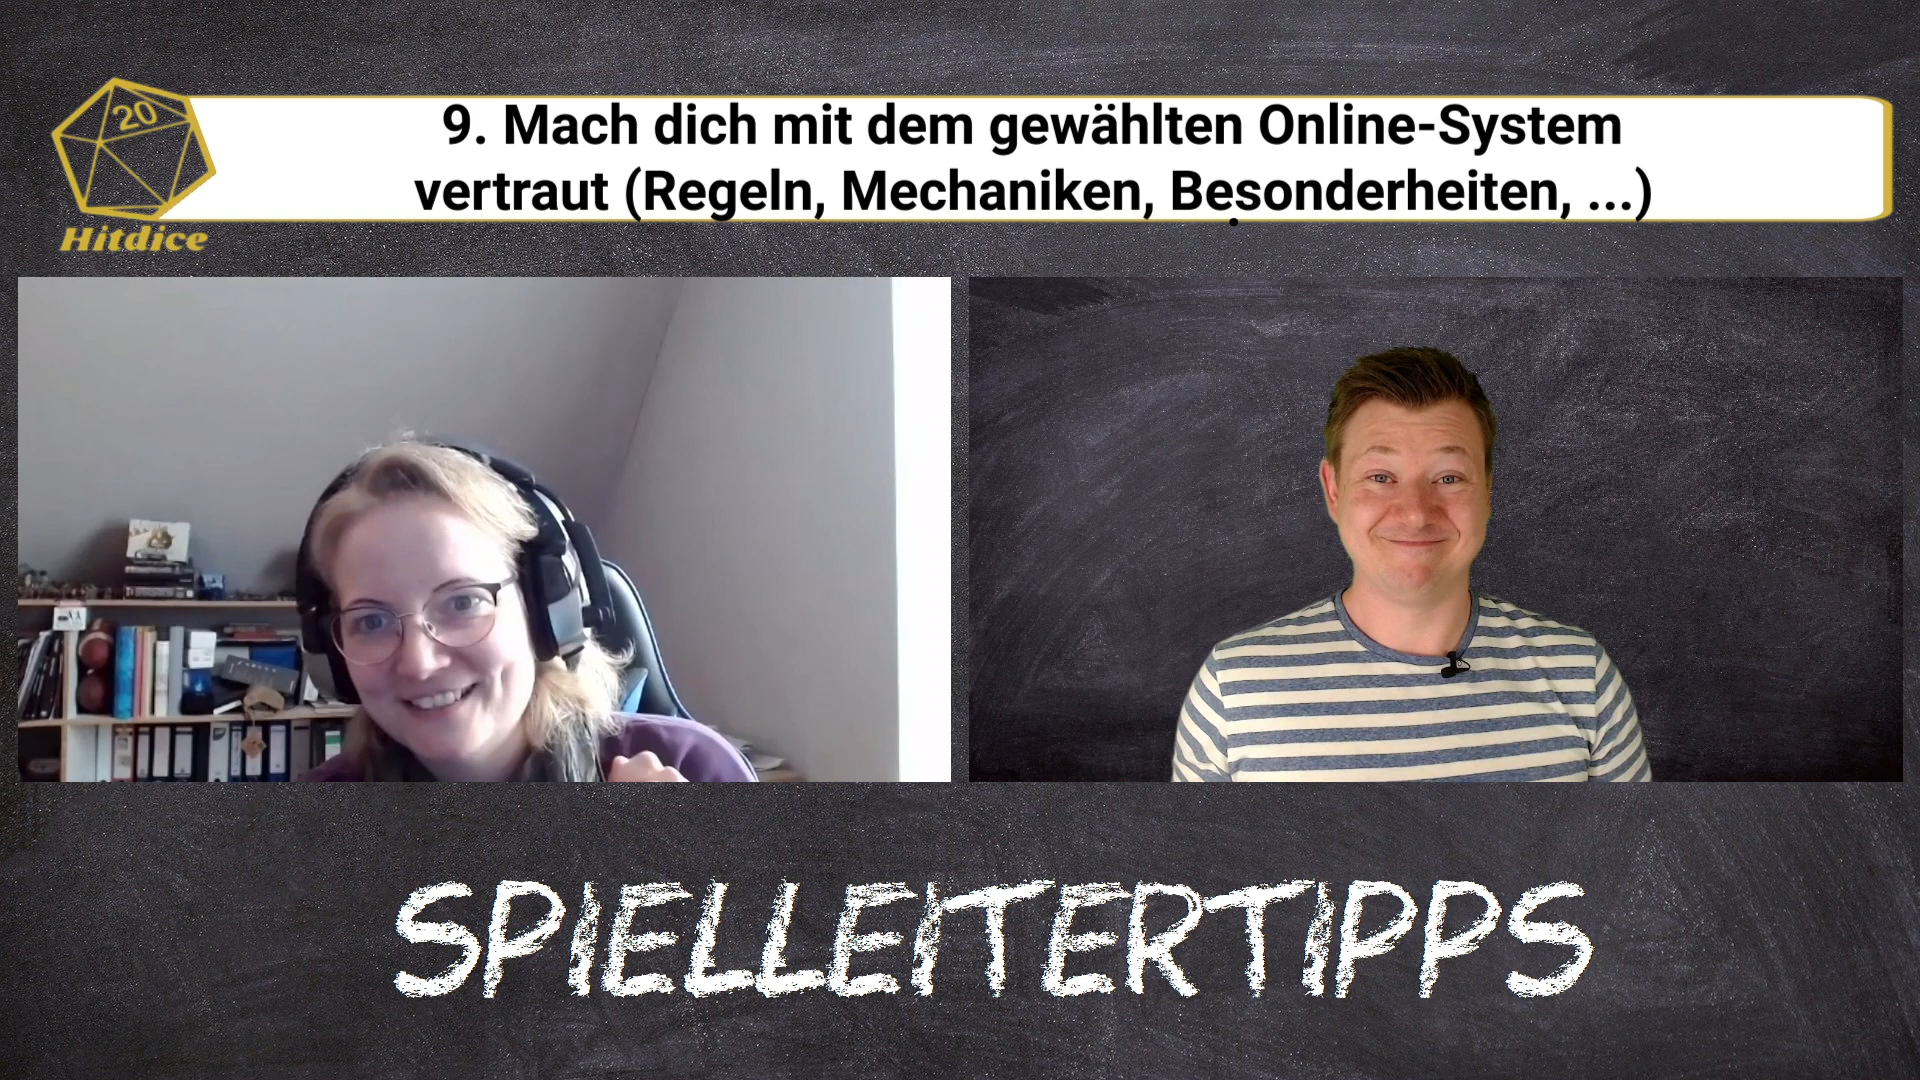 20
Hitdice
9. Mach dich mit dem gewählten Online-System
vertraut (Regeln, Mechaniken, Besonderheiten, ...)
SPIELLEITERTIPPS